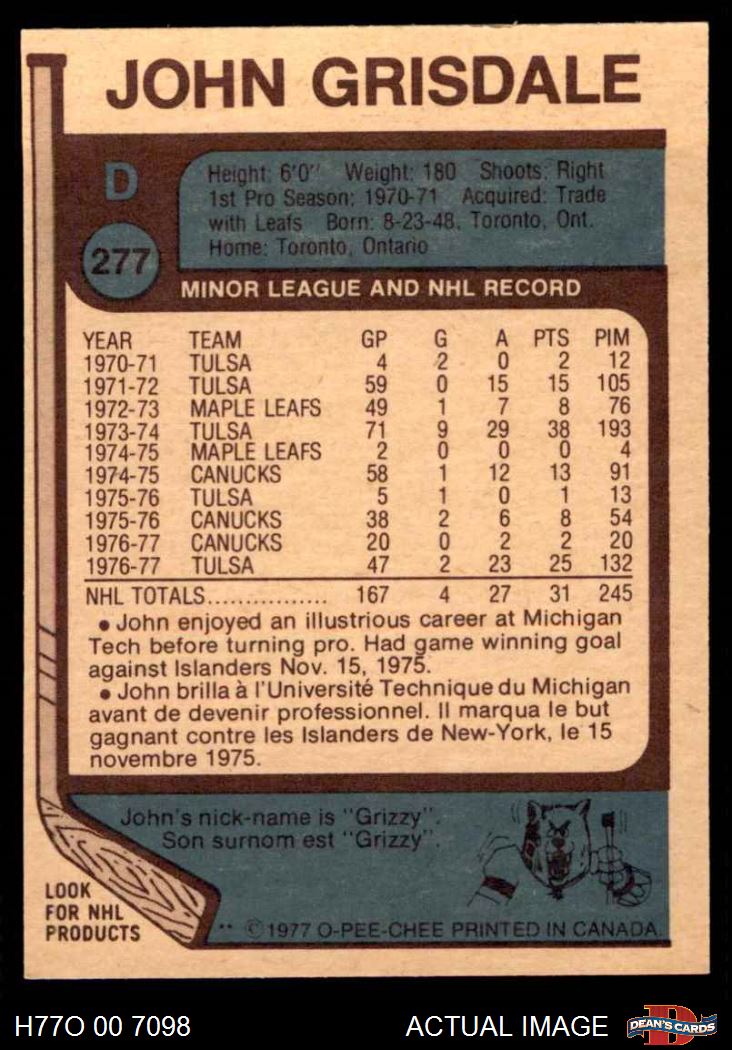 JOHN GRISDALE
D
277
Height: 6'0" Weight: 180 Shoots: Right
1st Pro Season: 1970-71 Acquired: Trade
with Leafs Born: 8-23-48, Toronto, Ont.
Home: Toronto, Ontario
MINOR LEAGUE AND NHL RECORD
YEAR TEAM GP G A PTS PIM
1970-71 TULSA 4 2 0 2 12
1971-72 TULSA 59 0 15 15 105
1972-73 MAPLE LEAFS 49 1 7 8 76
1973-74 TULSA 71 9 29 38 193
1974-75 MAPLE LEAFS 2 0 0 0 4
1974-75 CANUCKS 58 1 12 13 91
1975-76 TULSA 5 1 0 1 13
1975-76 CANUCKS 38 2 6 8 54
1976-77 CANUCKS 20 0 2 2 20
1976-77 TULSA 47 2 23 25 132
NHL TOTALS................ 167 4 27 31 245
• John enjoyed an illustrious career at Michigan
Tech before turning pro. Had game winning goal
against Islanders Nov. 15, 1975.
• John brilla à l'Université Technique du Michigan
avant de devenir professionnel. Il marqua le but
gagnant contre les Islanders de New-York, le 15
novembre 1975.
John's nick-name is "Grizzy".
Son surnom est "Grizzy".
LOOK
FOR NHL
PRODUCTS
** ©1977 O-PEE-CHEE PRINTED IN CANADA.
H77O 00 7098
ACTUAL IMAGE
D
DEAN'S CARDS